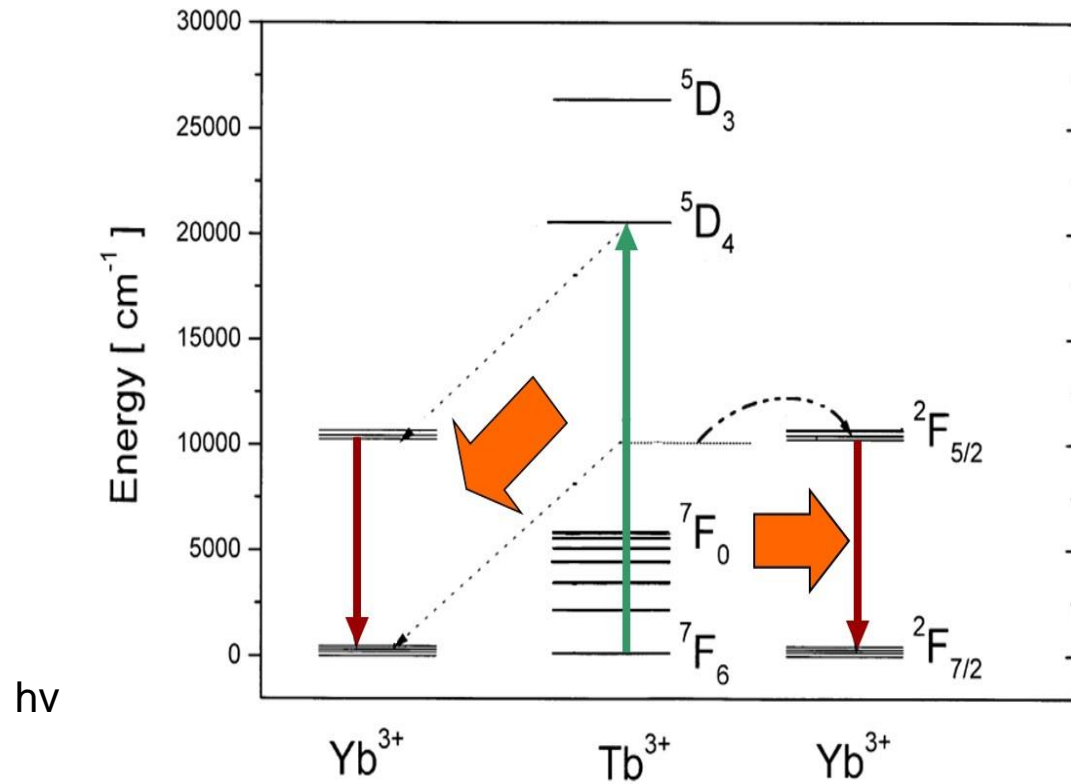 30000
25000
20000
15000
10000
5000
0
Energy [ cm⁻¹ ]
⁵D₃
⁵D₄
⁷F₀
⁷F₆
²F₅/₂
²F₇/₂
hv
Yb³⁺ Tb³⁺ Yb³⁺